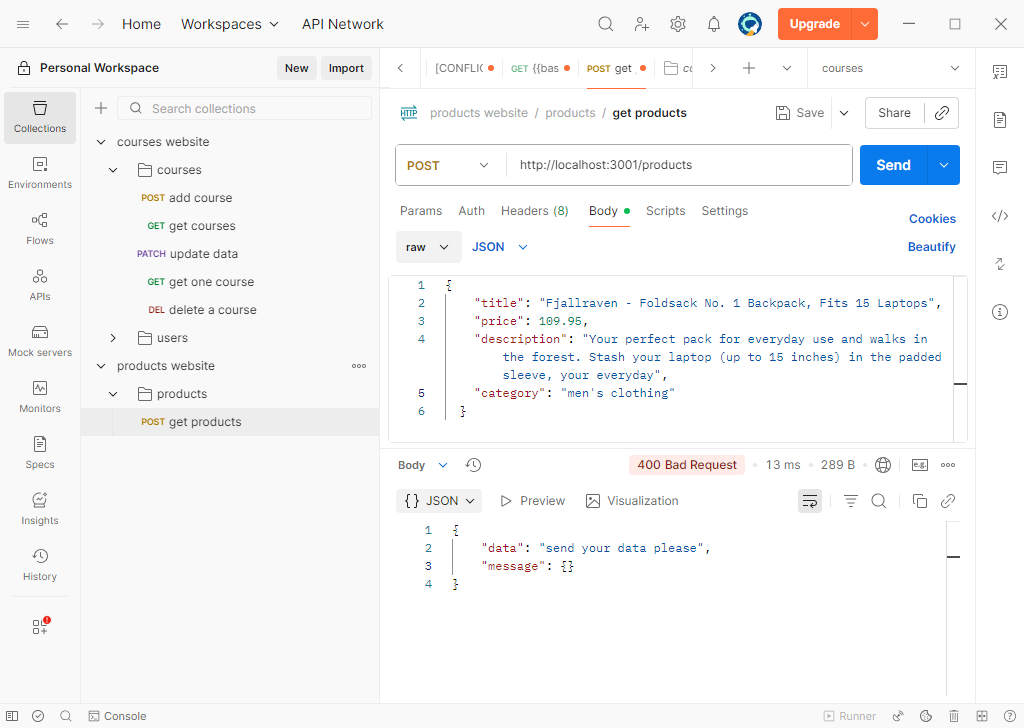 Home Workspaces API Network Upgrade
Personal Workspace New Import
[CONFLIC GET {{bas POST get courses
Search collections
products website / products / get products Save Share
Collections
Environments
Flows
APIs
Mock servers
Monitors
Specs
Insights
History
courses website
courses
POST add course
GET get courses
PATCH update data
GET get one course
DEL delete a course
users
products website
products
POST get products
POST http://localhost:3001/products Send
Params Auth Headers (8) Body Scripts Settings Cookies
raw JSON Beautify
1 {
2 "title": "Fjallraven - Foldsack No. 1 Backpack, Fits 15 Laptops",
3 "price": 109.95,
4 "description": "Your perfect pack for everyday use and walks in
the forest. Stash your laptop (up to 15 inches) in the padded
sleeve, your everyday",
5 "category": "men's clothing"
6 }
Body 400 Bad Request 13 ms 289 B e.g.
{} JSON Preview Visualization
1 {
2 "data": "send your data please",
3 "message": {}
4 }
Console Runner